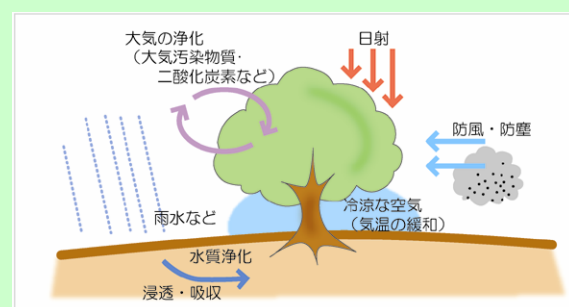 大気の浄化
（大気汚染物質・
二酸化炭素など）
日射
防風・防塵
雨水など
冷涼な空気
（気温の緩和）
水質浄化
浸透・吸収